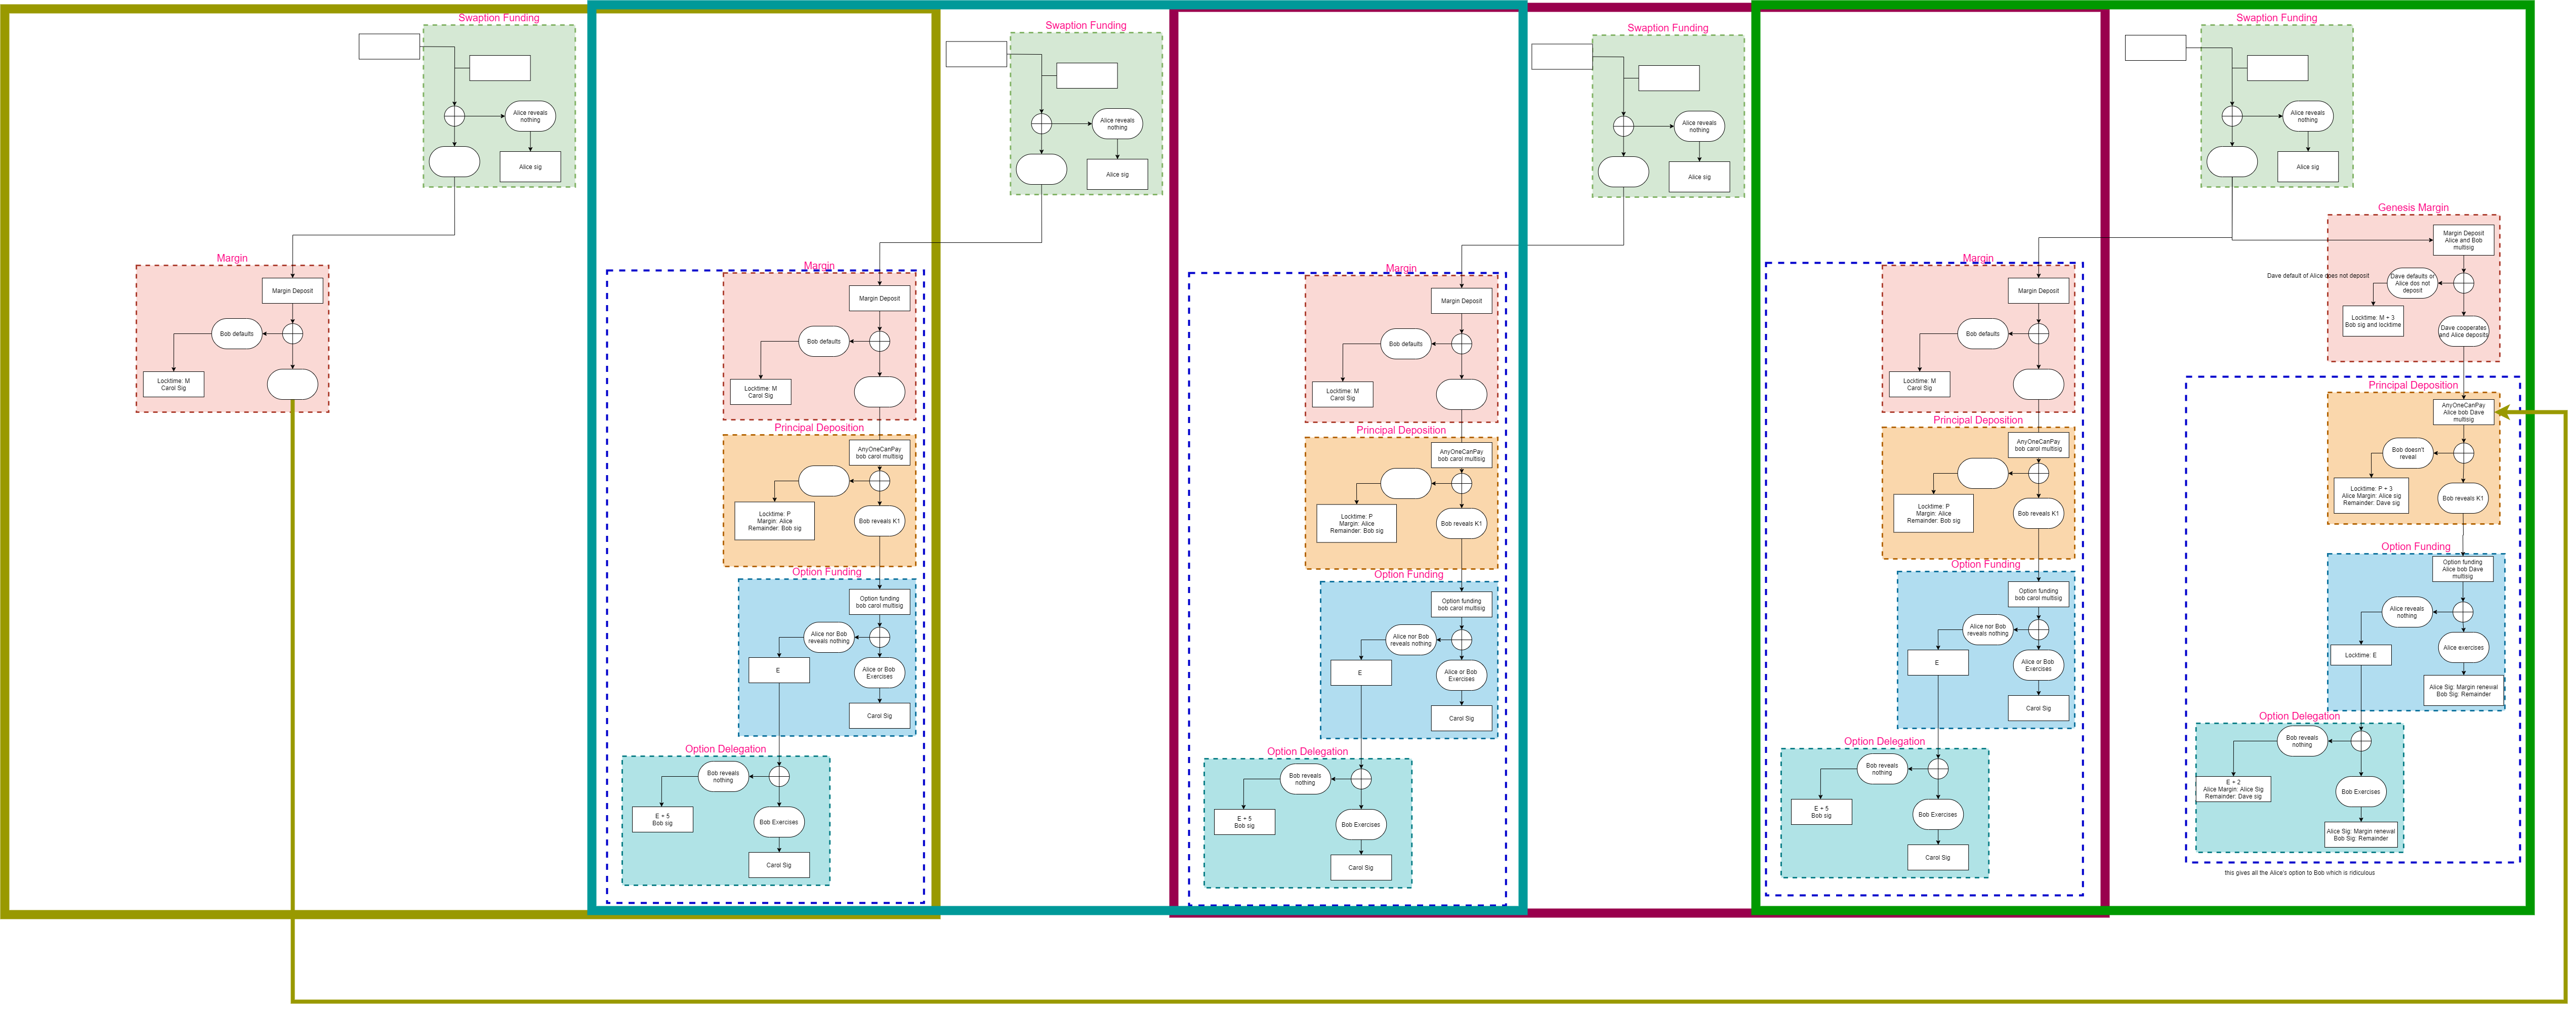 Swaption Funding
Alice reveals
nothing
Alice sig
Margin
Margin Deposit
Bob defaults
Locktime: M
Carol Sig
Swaption Funding
Alice reveals
nothing
Alice sig
Margin
Margin Deposit
Bob defaults
Locktime: M
Carol Sig
Principal Deposition
AnyOneCanPay
bob carol multisig
Locktime: P
Margin: Alice
Remainder: Bob sig
Bob reveals K1
Option Funding
Option funding
bob carol multisig
Alice nor Bob
reveals nothing
E
Alice or Bob
Exercises
Carol Sig
Option Delegation
Bob reveals
nothing
E + 5
Bob sig
Bob Exercises
Carol Sig
Swaption Funding
Alice reveals
nothing
Alice sig
Margin
Margin Deposit
Bob defaults
Locktime: M
Carol Sig
Principal Deposition
AnyOneCanPay
bob carol multisig
Locktime: P
Margin: Alice
Remainder: Bob sig
Bob reveals K1
Option Funding
Option funding
bob carol multisig
Alice nor Bob
reveals nothing
E
Alice or Bob
Exercises
Carol Sig
Option Delegation
Bob reveals
nothing
E + 5
Bob sig
Bob Exercises
Carol Sig
Swaption Funding
Alice reveals
nothing
Alice sig
Margin
Margin Deposit
Bob defaults
Locktime: M
Carol Sig
Principal Deposition
AnyOneCanPay
bob carol multisig
Locktime: P
Margin: Alice
Remainder: Bob sig
Bob reveals K1
Option Funding
Option funding
bob carol multisig
Alice nor Bob
reveals nothing
E
Alice or Bob
Exercises
Carol Sig
Option Delegation
Bob reveals
nothing
E + 5
Bob sig
Bob Exercises
Carol Sig
Genesis Margin
Margin Deposit
Alice and Bob
multisig
Dave default of Alice does not deposit
Dave defaults or
Alice dos not
deposit
Locktime: M + 3
Bob sig and locktime
Dave cooperates
and Alice deposits
Principal Deposition
AnyOneCanPay
Alice bob Dave
multisig
Bob doesn't
reveal
Locktime: P + 3
Alice Margin: Alice sig
Remainder: Dave sig
Bob reveals K1
Option Funding
Option funding
Alice bob Dave
multisig
Alice reveals
nothing
Locktime: E
Alice exercises
Alice Sig: Margin renewal
Bob Sig: Remainder
Option Delegation
Bob reveals
nothing
E + 2
Alice Margin: Alice Sig
Remainder: Dave sig
Bob Exercises
Alice Sig: Margin renewal
Bob Sig: Remainder
this gives all the Alice's option to Bob which is ridiculous